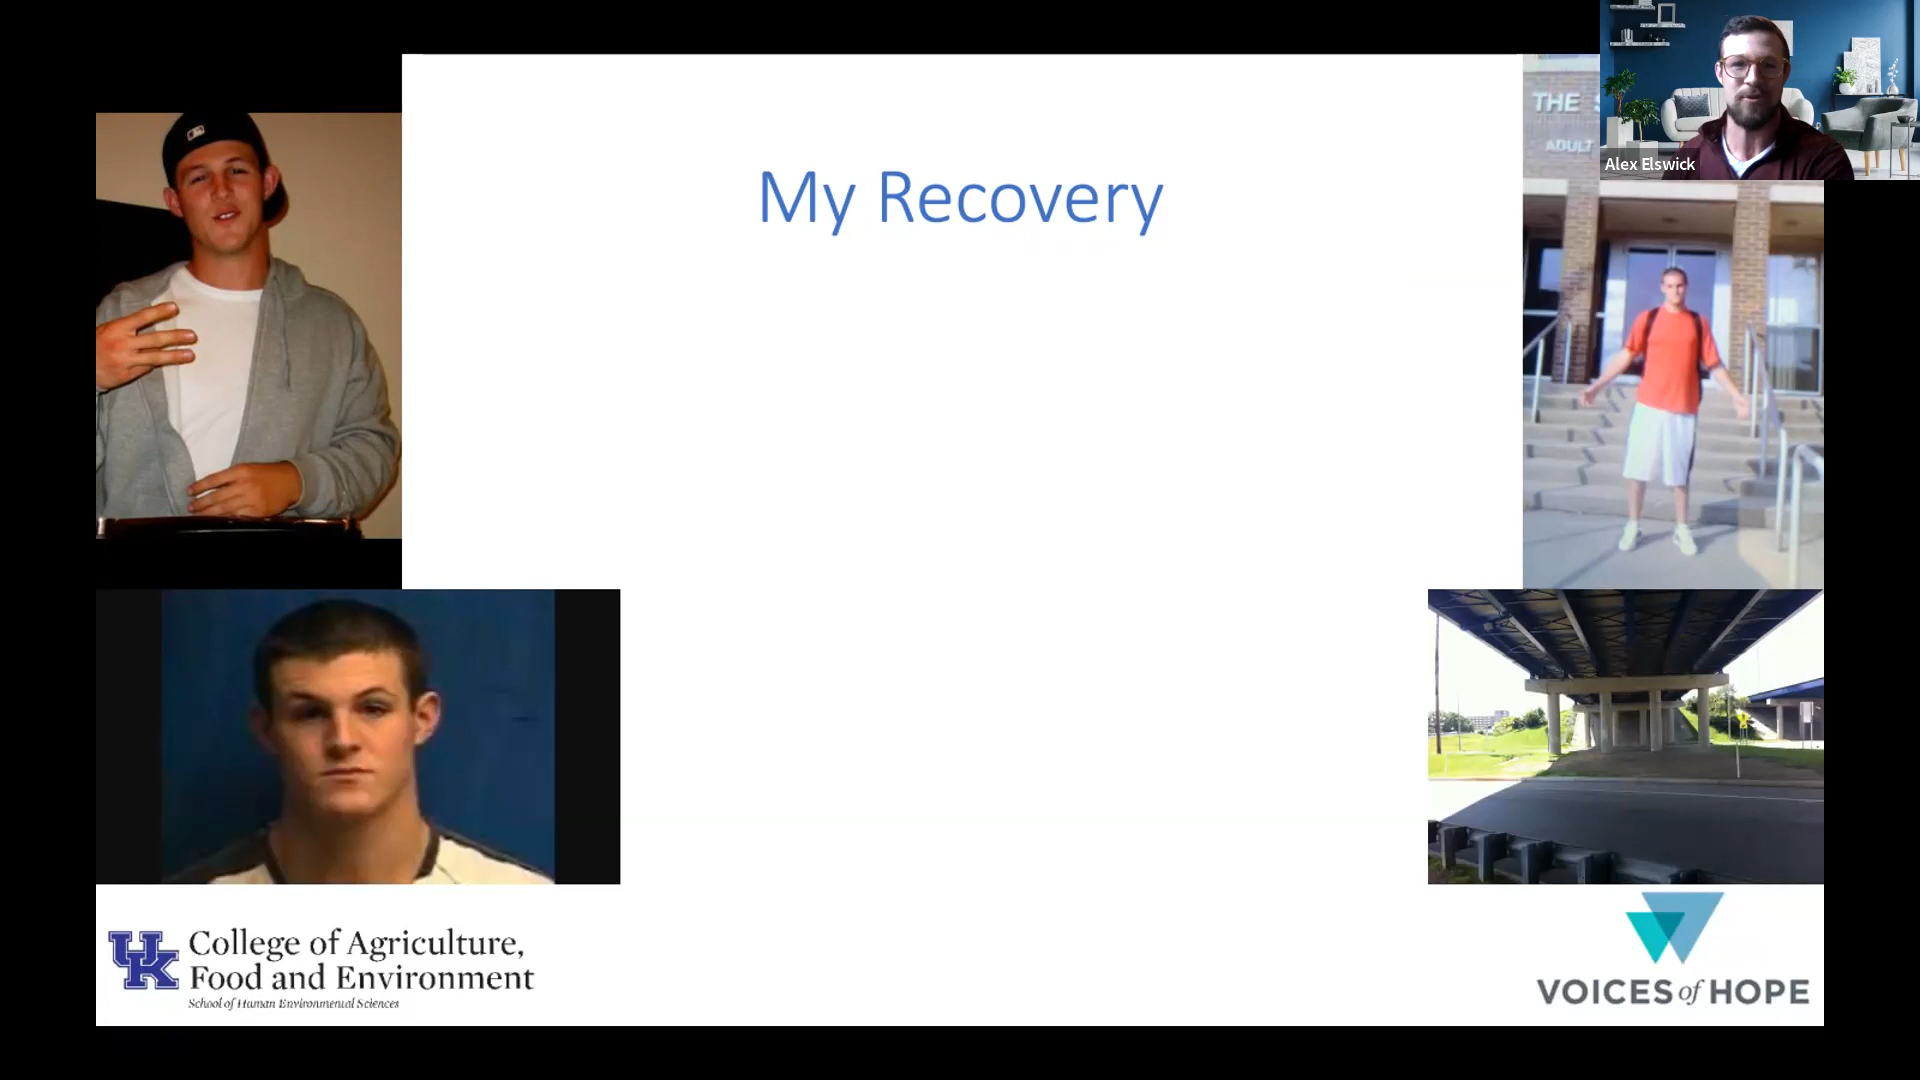 My Recovery
THE
ADULT
Alex Elswick
UK
College of Agriculture,
Food and Environment
School of Human Environmental Sciences
VOICES of HOPE